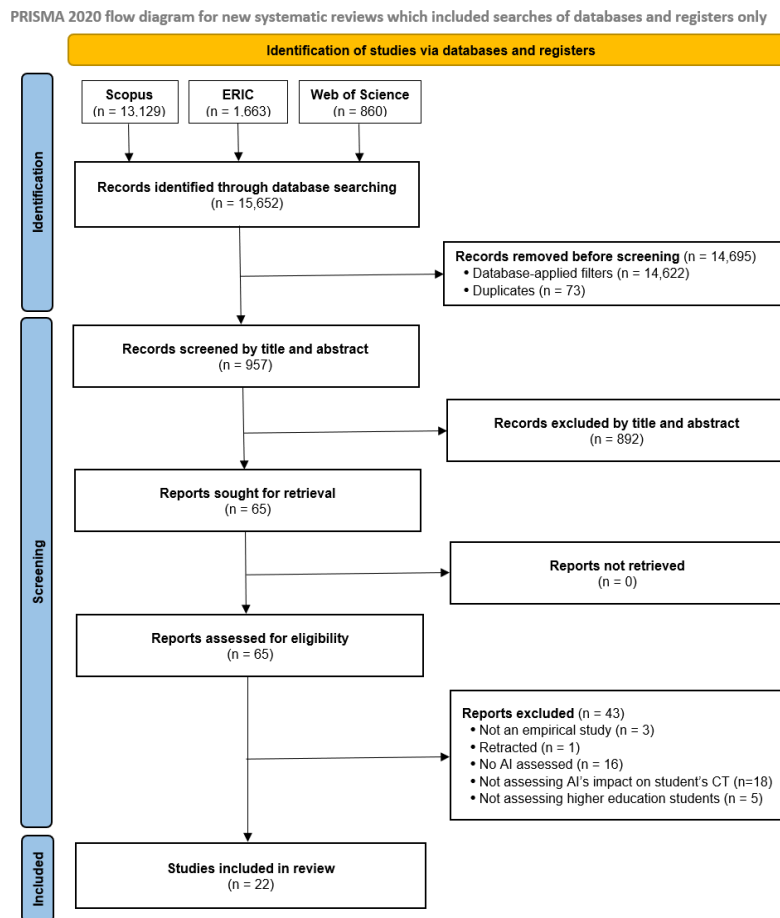 PRISMA 2020 flow diagram for new systematic reviews which included searches of databases and registers only
Identification of studies via databases and registers
Identification
Scopus
(n = 13,129)
ERIC
(n = 1,663)
Web of Science
(n = 860)
Records identified through database searching
(n = 15,652)
Records removed before screening (n = 14,695)
• Database-applied filters (n = 14,622)
• Duplicates (n = 73)
Screening
Records screened by title and abstract
(n = 957)
Records excluded by title and abstract
(n = 892)
Reports sought for retrieval
(n = 65)
Reports not retrieved
(n = 0)
Reports assessed for eligibility
(n = 65)
Reports excluded (n = 43)
• Not an empirical study (n = 3)
• Retracted (n = 1)
• No AI assessed (n = 16)
• Not assessing AI's impact on student's CT (n=18)
• Not assessing higher education students (n = 5)
Included
Studies included in review
(n = 22)